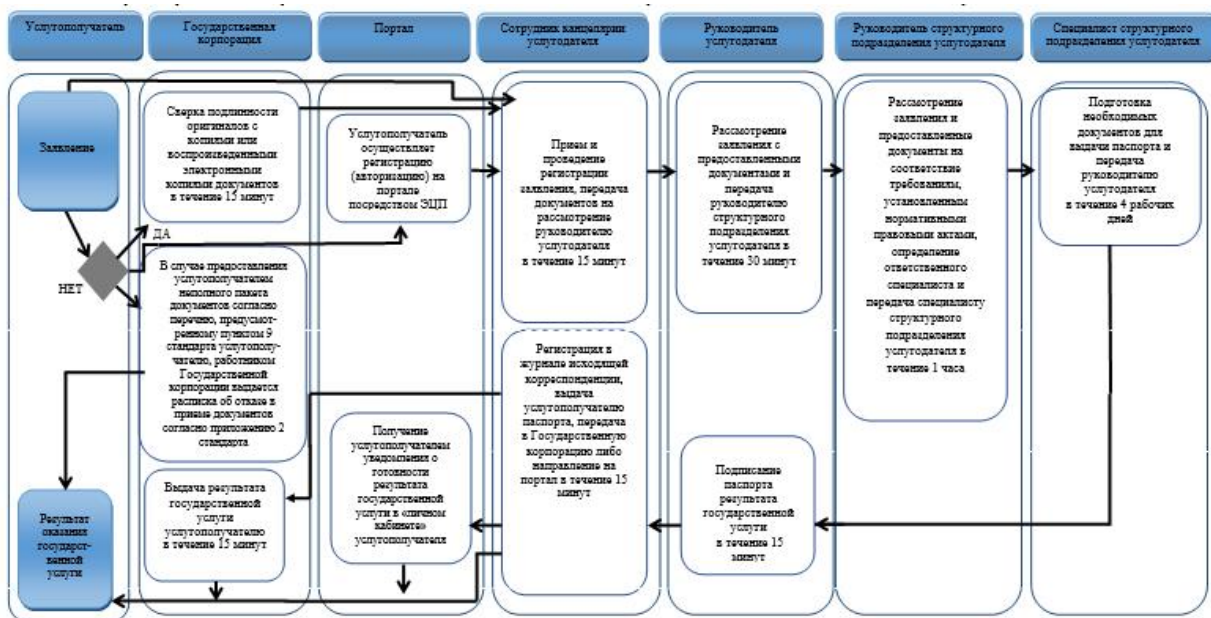 Услугополучатель
Государственная
корпорация
Портал
Сотрудник канцелярии
услугодателя
Руководитель
услугодателя
Руководитель структурного
подразделения услугодателя
Специалист структурного
подразделения услугодателя
Заявление
ДА
НЕТ
Результат
оказания
государст-
венной
услуги
Сверка подлинности
оригиналов с
копиями или
воспроизведенными
электронными
копиями документов
в течение 15 минут
В случае предоставления
услугополучателем
неполного пакета
документов согласно
перечню, предусмот-
ренному пунктом 9
стандарта услугополу-
чателю, работником
Государственной
корпорации выдается
расписка об отказе в
приеме документов
согласно приложению 2
стандарта
Выдача результата
государственной
услуги
услугополучателю
в течение 15 минут
Услугополучатель
осуществляет
регистрацию
(авторизацию) на
портале
посредством ЭЦП
Получение
услугополучателем
уведомления о
готовности
результата
государственной
услуги в «личном
кабинете»
услугополучателя
Прием и
проведение
регистрации
заявления, передача
документов на
рассмотрение
руководителю
услугодателя
в течение 15 минут
Регистрация в
журнале исходящей
корреспонденции,
выдача
услугополучателю
паспорта, передача
в Государственную
корпорацию либо
направление на
портал в течение 15
минут
Рассмотрение
заявления с
предоставленными
документами и
передача
руководителю
структурного
подразделения
услугодателя в
течение 30 минут
Подписание
паспорта
результата
государственной
услуги
в течение 15
минут
Рассмотрение
заявления и
предоставленные
документы на
соответствие
требованиям,
установленным
нормативными
правовыми актами,
определение
ответственного
специалиста и
передача специалисту
структурного
подразделения
услугодателя в
течение 1 часа
Подготовка
необходимых
документов для
выдачи паспорта и
передача
руководителю
услугодателя
в течение 4 рабочих
дней